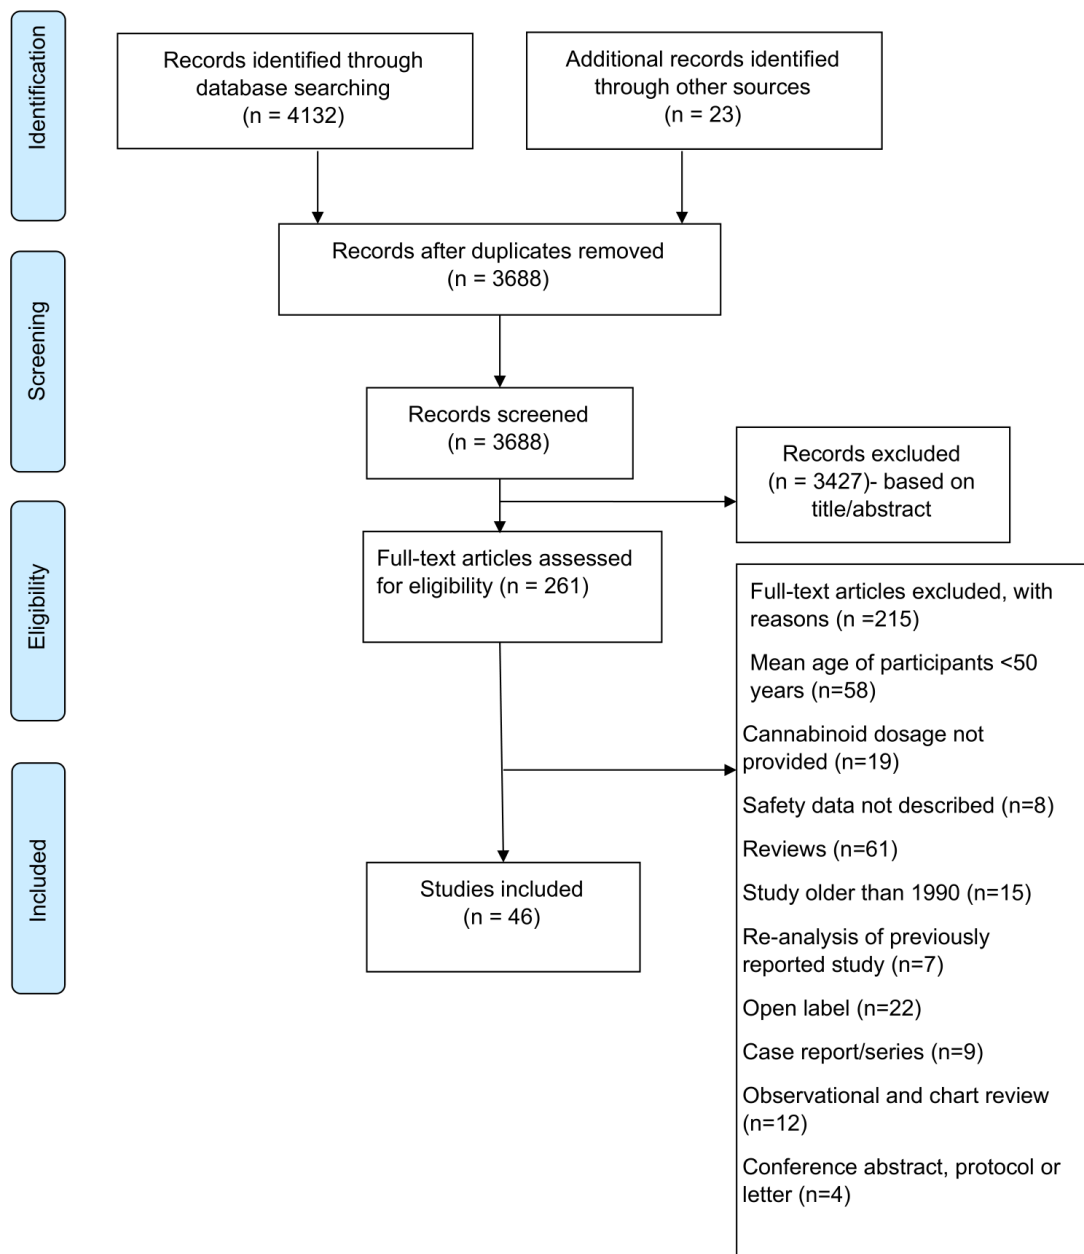 Identification
Records identified through
database searching
(n = 4132)
Additional records identified
through other sources
(n = 23)
Records after duplicates removed
(n = 3688)
Screening
Records screened
(n = 3688)
Records excluded
(n = 3427)- based on
title/abstract
Eligibility
Full-text articles assessed
for eligibility (n = 261)
Full-text articles excluded, with
reasons (n =215)
Mean age of participants <50
years (n=58)
Cannabinoid dosage not
provided (n=19)
Safety data not described (n=8)
Reviews (n=61)
Study older than 1990 (n=15)
Re-analysis of previously
reported study (n=7)
Open label (n=22)
Case report/series (n=9)
Observational and chart review
(n=12)
Conference abstract, protocol or
letter (n=4)
Included
Studies included
(n = 46)